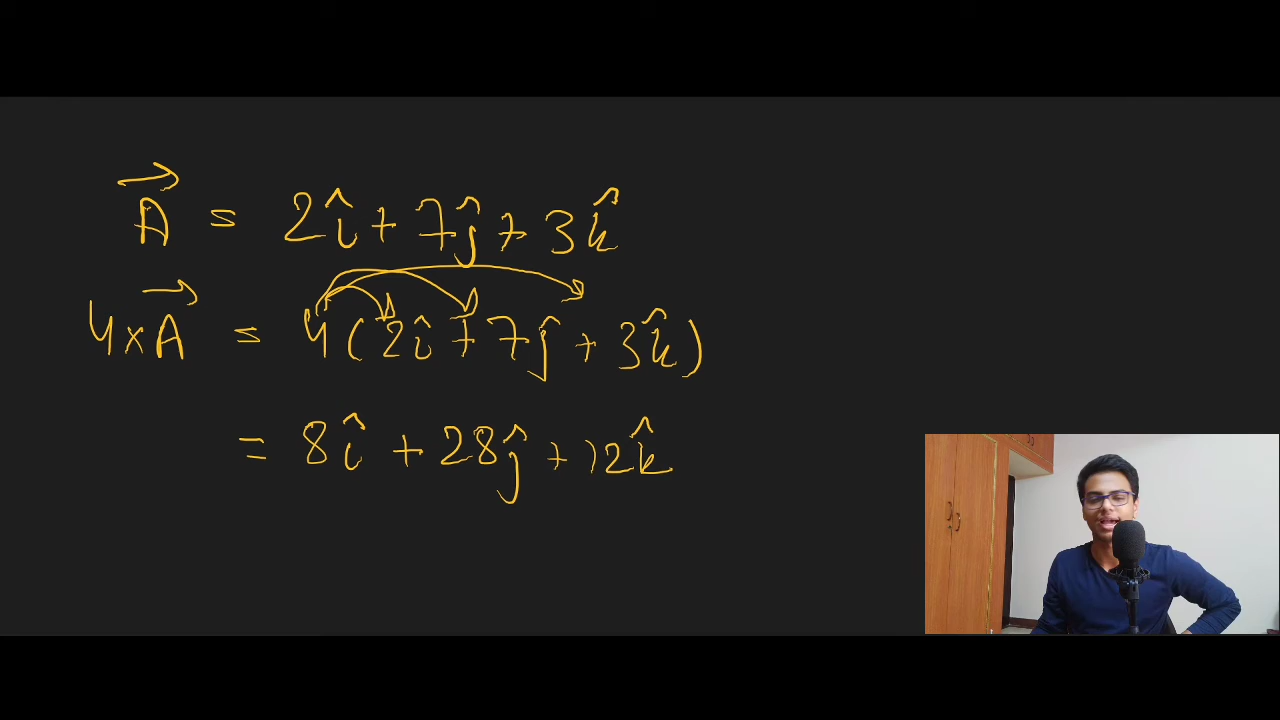 A⃗ = 2î + 7ĵ + 3k̂
4×A⃗ = 4(2î + 7ĵ + 3k̂)
= 8î + 28ĵ + 12k̂